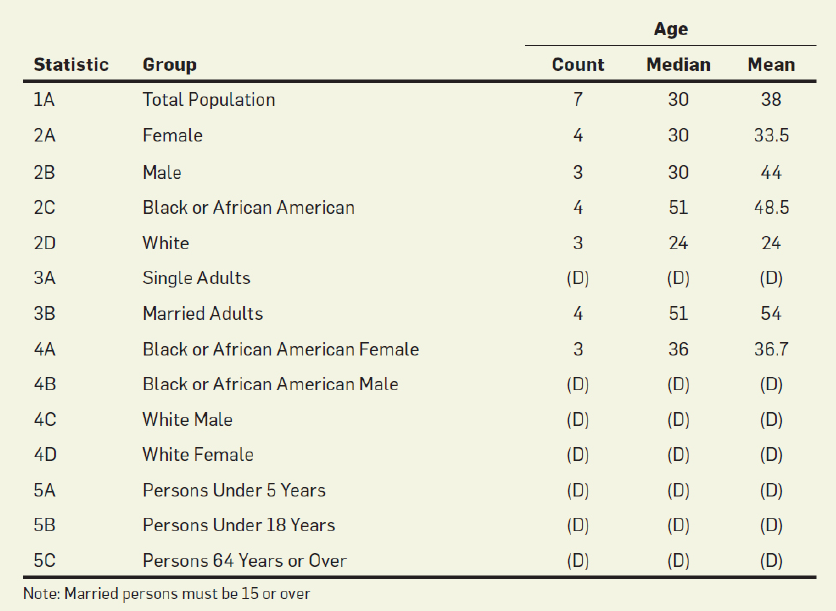 Age
Statistic Group Count Median Mean
1A Total Population 7 30 38
2A Female 4 30 33.5
2B Male 3 30 44
2C Black or African American 4 51 48.5
2D White 3 24 24
3A Single Adults (D) (D) (D)
3B Married Adults 4 51 54
4A Black or African American Female 3 36 36.7
4B Black or African American Male (D) (D) (D)
4C White Male (D) (D) (D)
4D White Female (D) (D) (D)
5A Persons Under 5 Years (D) (D) (D)
5B Persons Under 18 Years (D) (D) (D)
5C Persons 64 Years or Over (D) (D) (D)
Note: Married persons must be 15 or over